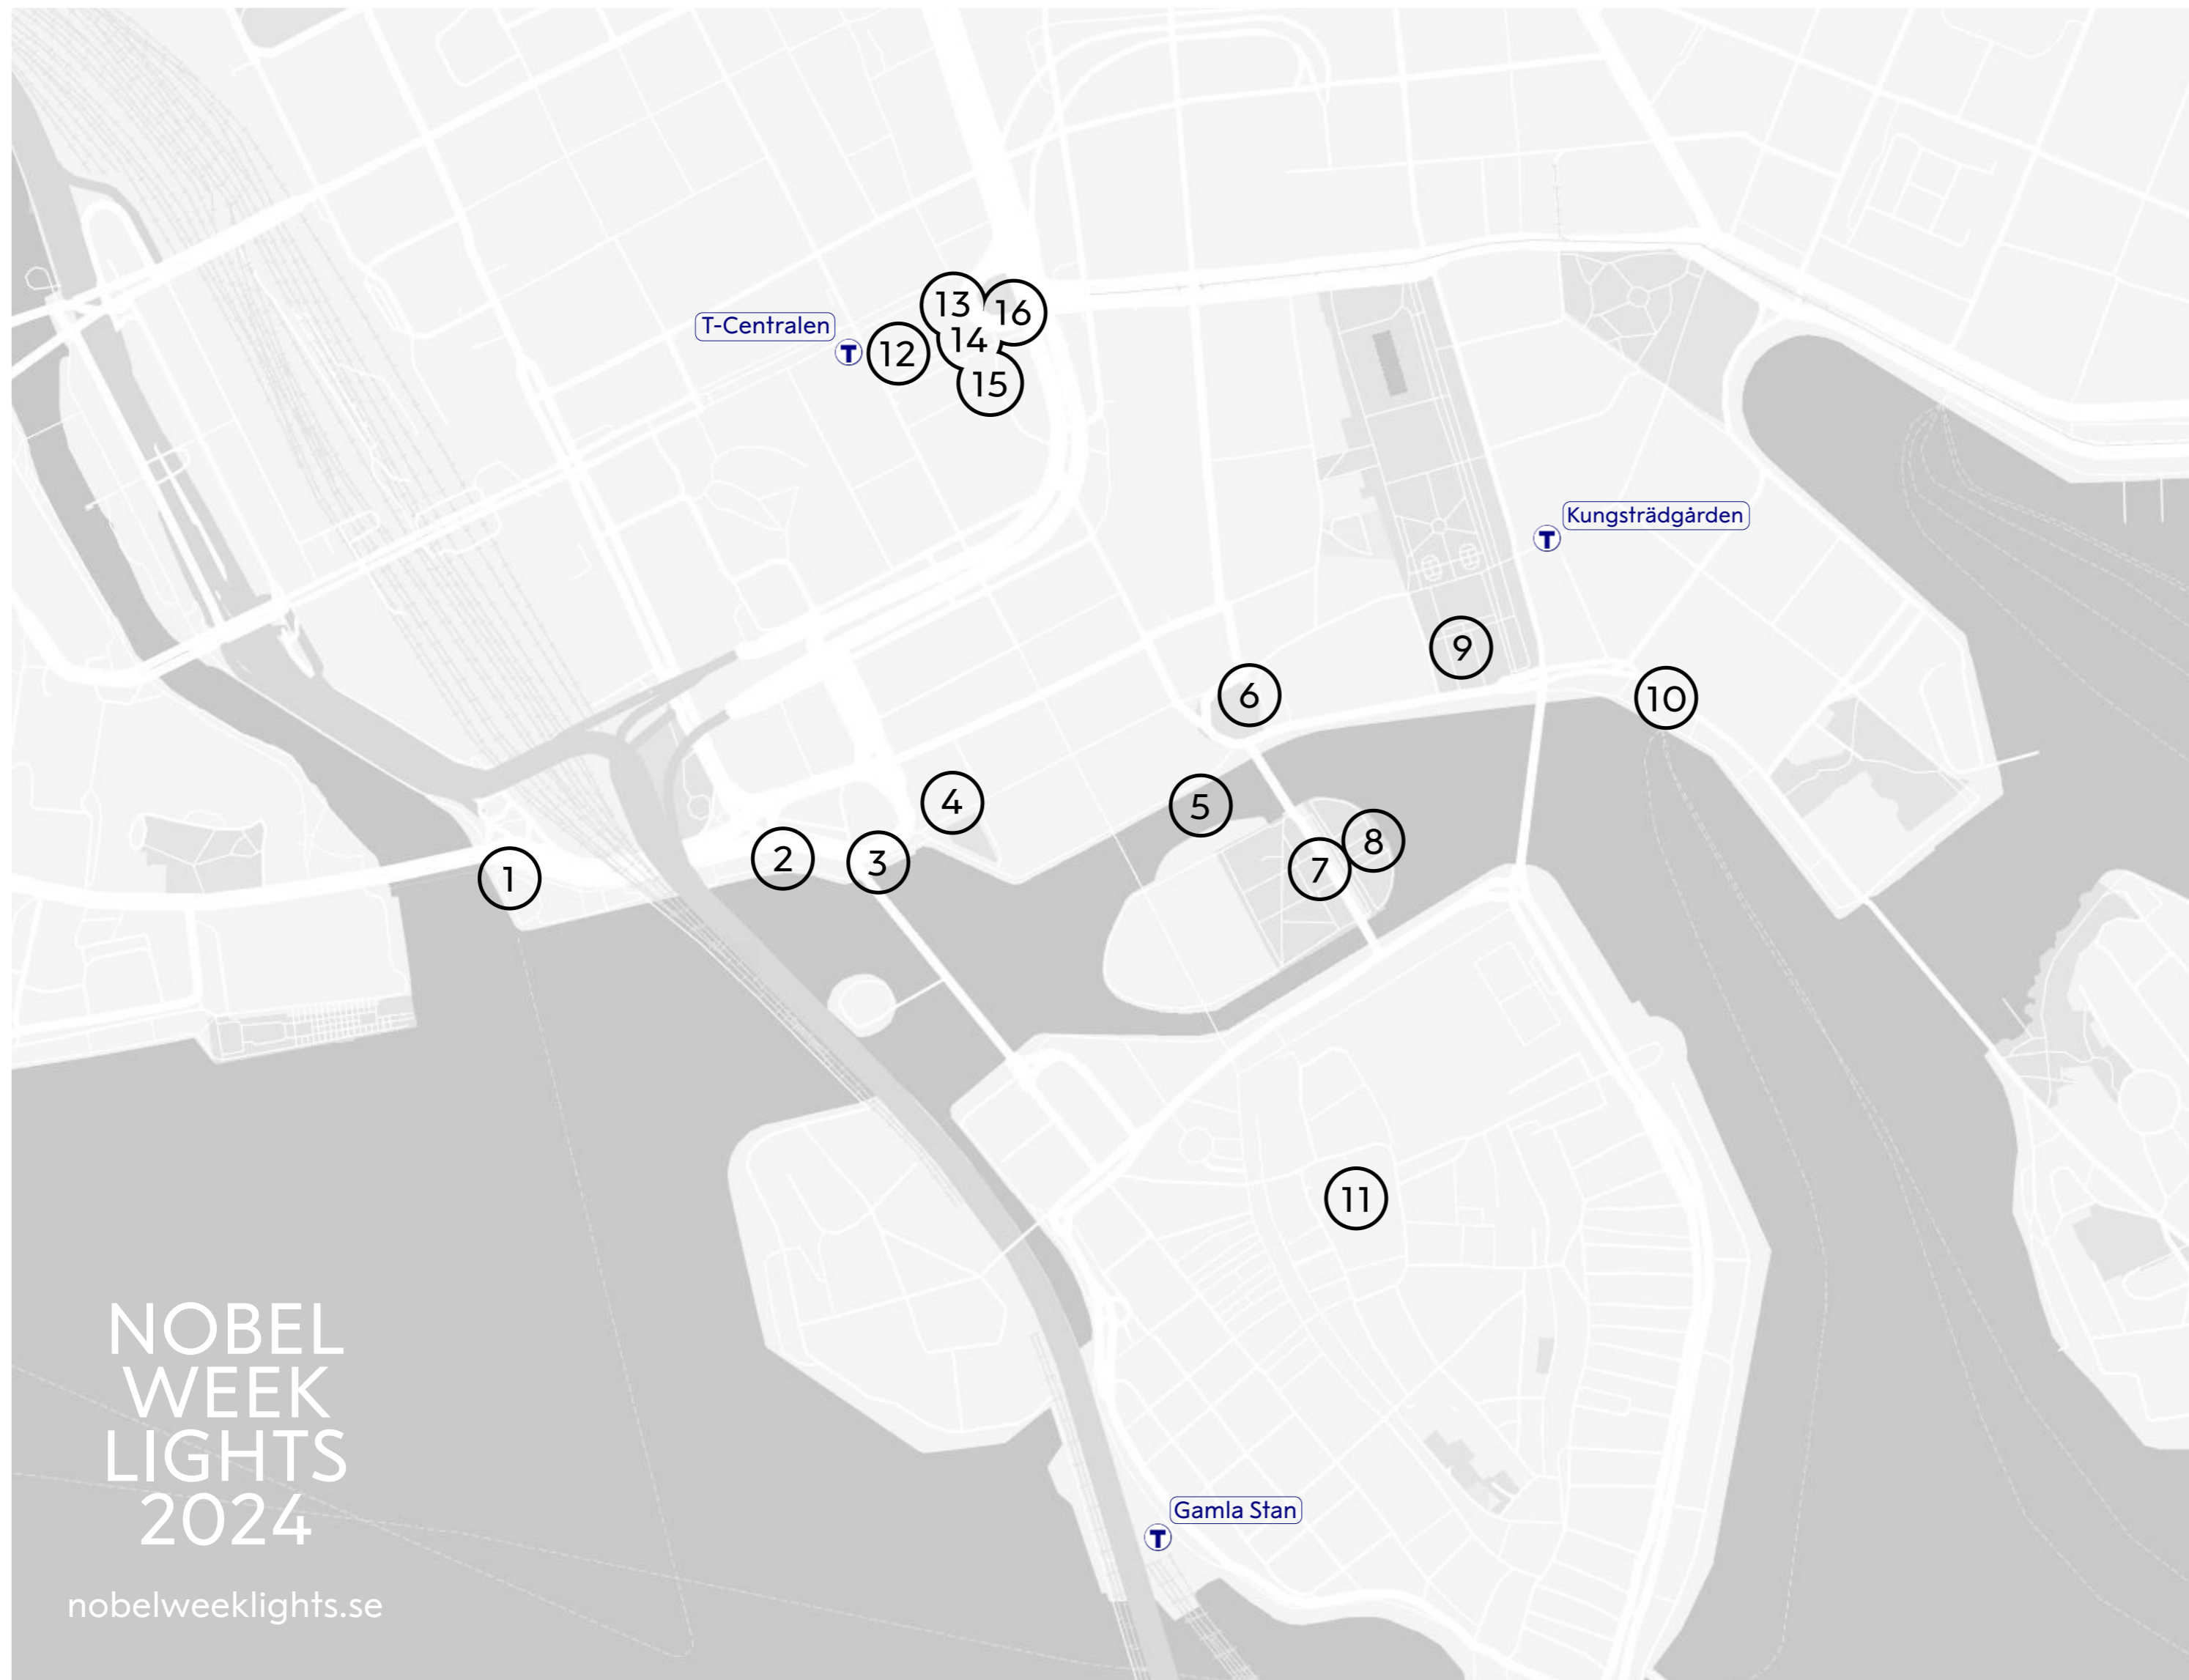 13
16
T-Centralen
14
12
15
Kungsträdgården
9
6
10
4
5
8
2
3
7
1
11
NOBEL
WEEK
LIGHTS
2024
Gamla Stan
nobelweeklights.se
T
T
T